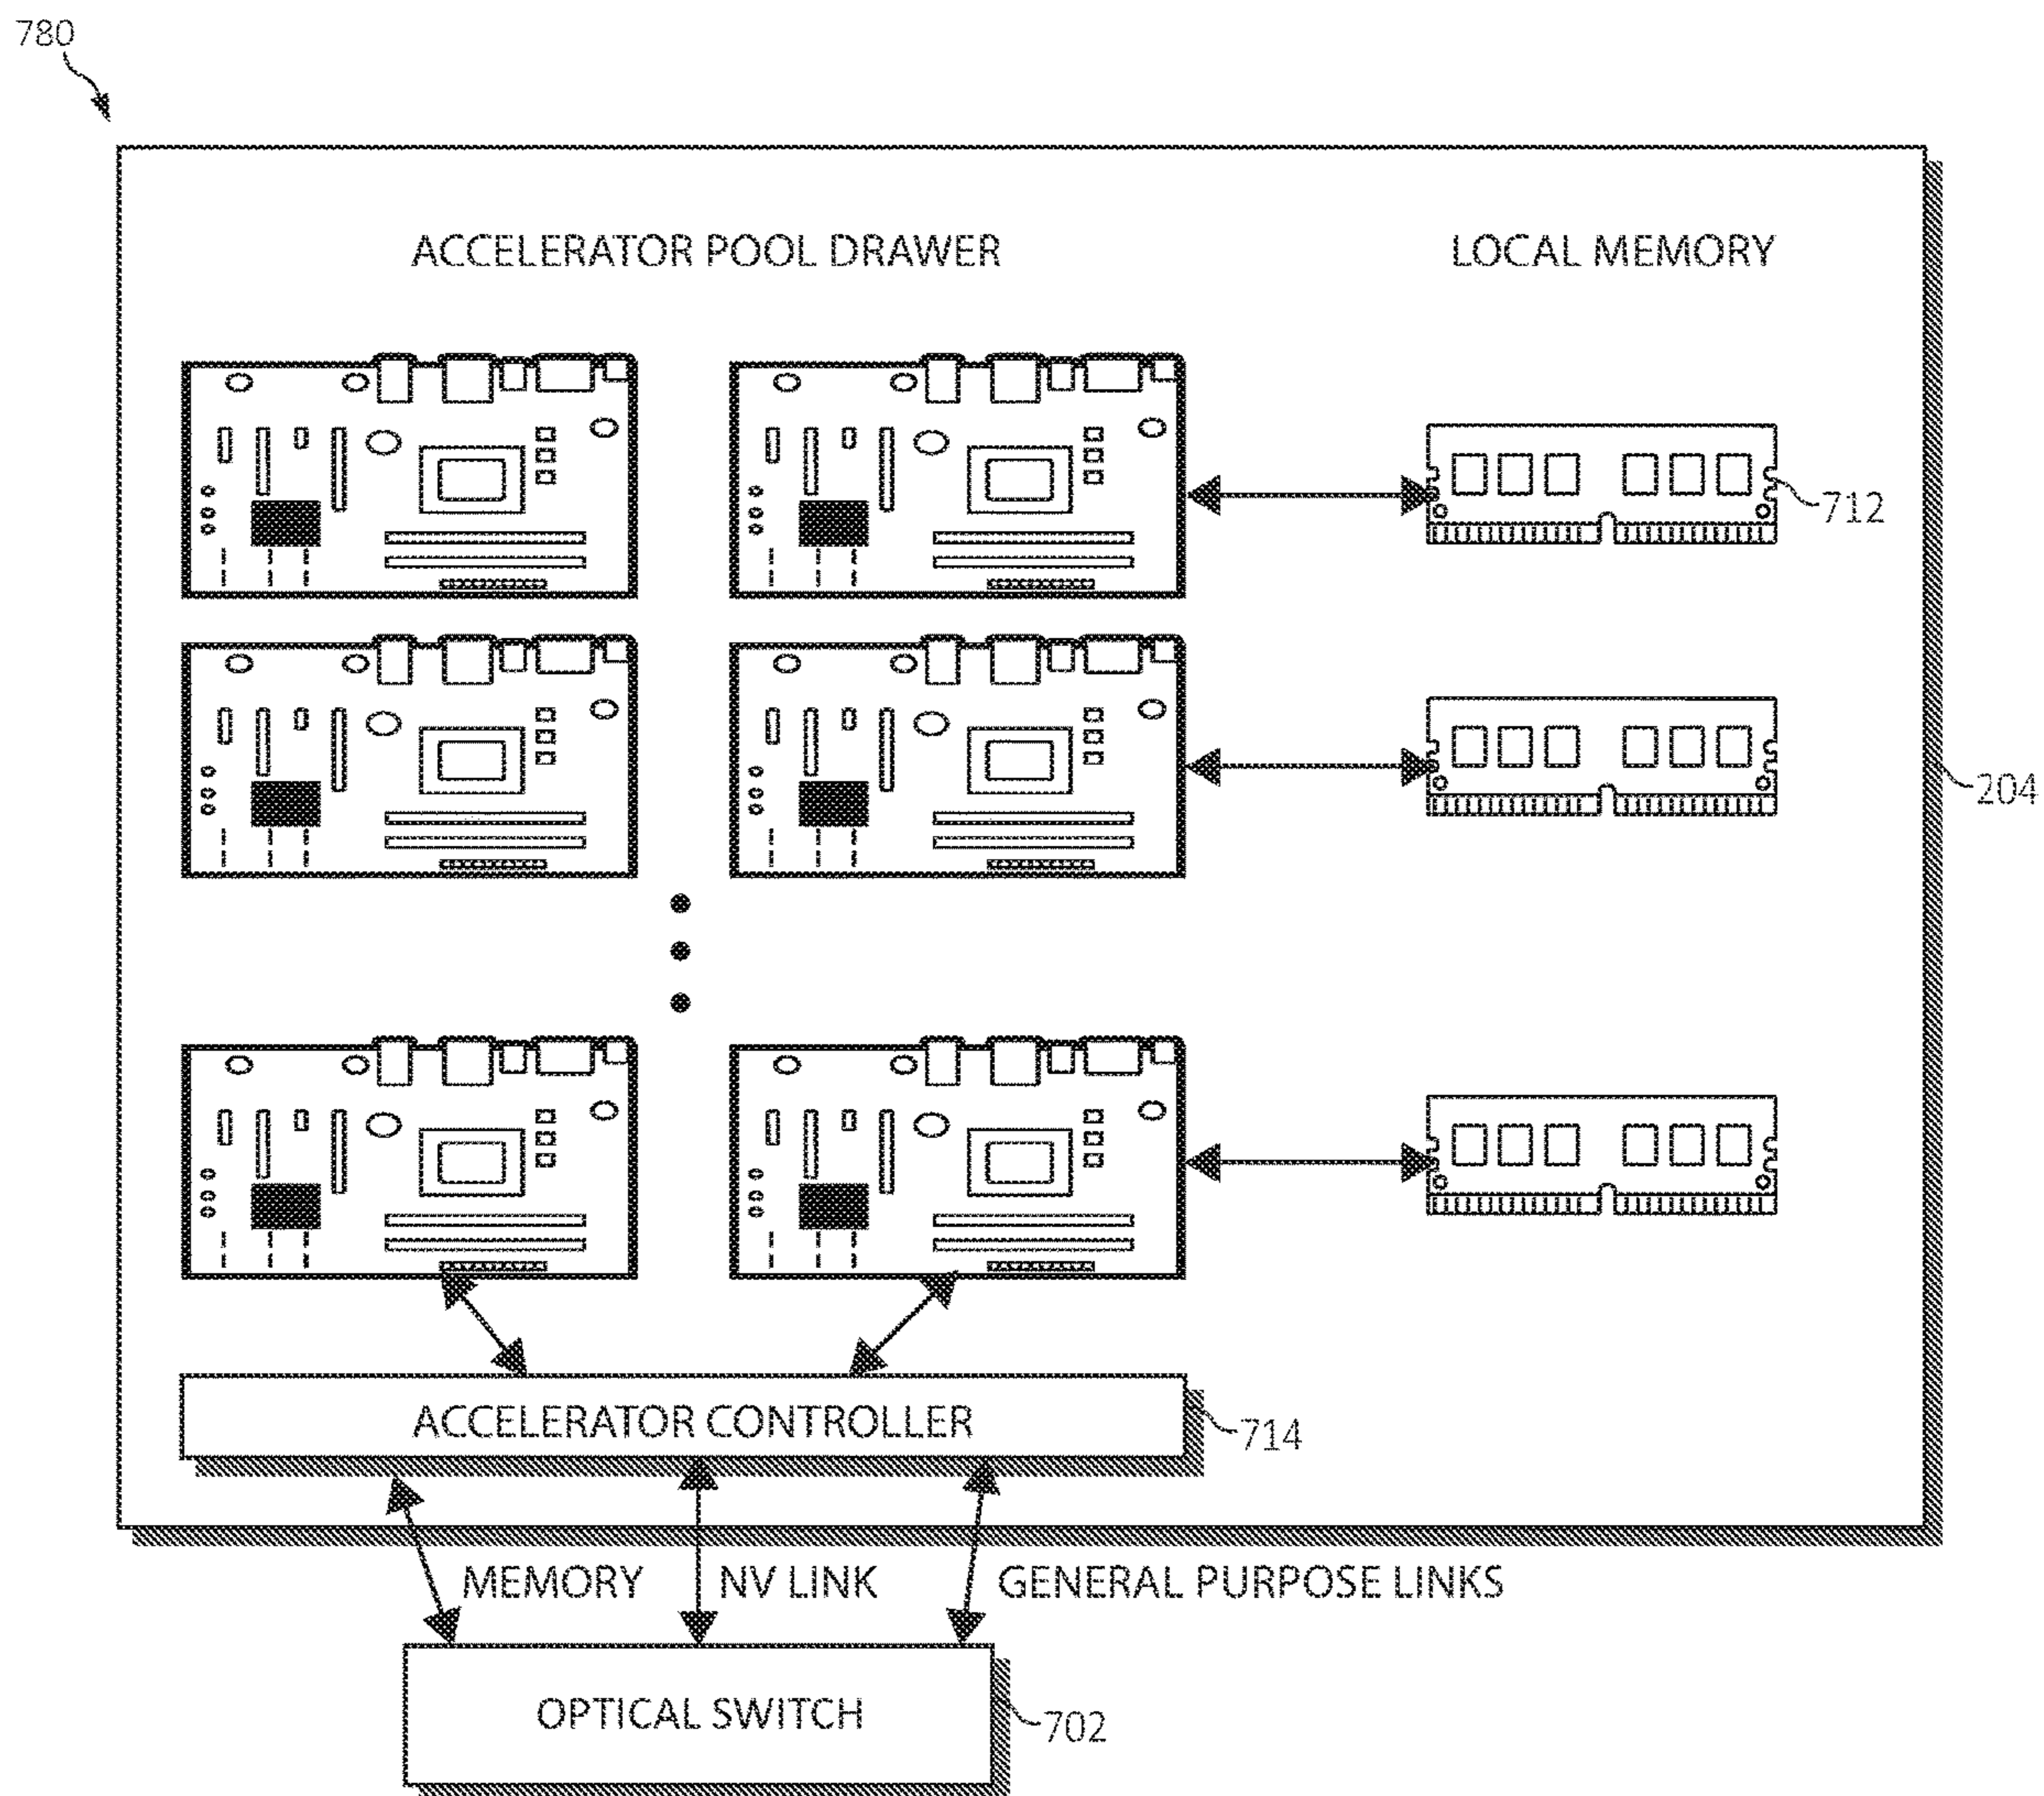 780
ACCELERATOR POOL DRAWER
LOCAL MEMORY
712
204
ACCELERATOR CONTROLLER
714
MEMORY
NV LINK
GENERAL PURPOSE LINKS
OPTICAL SWITCH
702